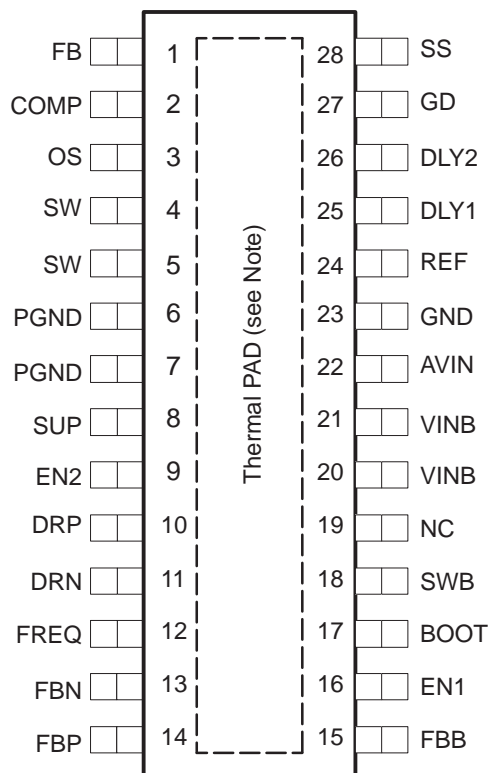 FB 1 28 SS
COMP 2 27 GD
OS 3 26 DLY2
SW 4 25 DLY1
SW 5 24 REF
PGND 6 23 GND
PGND 7 22 AVIN
SUP 8 21 VINB
EN2 9 20 VINB
DRP 10 19 NC
DRN 11 18 SWB
FREQ 12 17 BOOT
FBN 13 16 EN1
FBP 14 15 FBB
Thermal PAD (see Note)